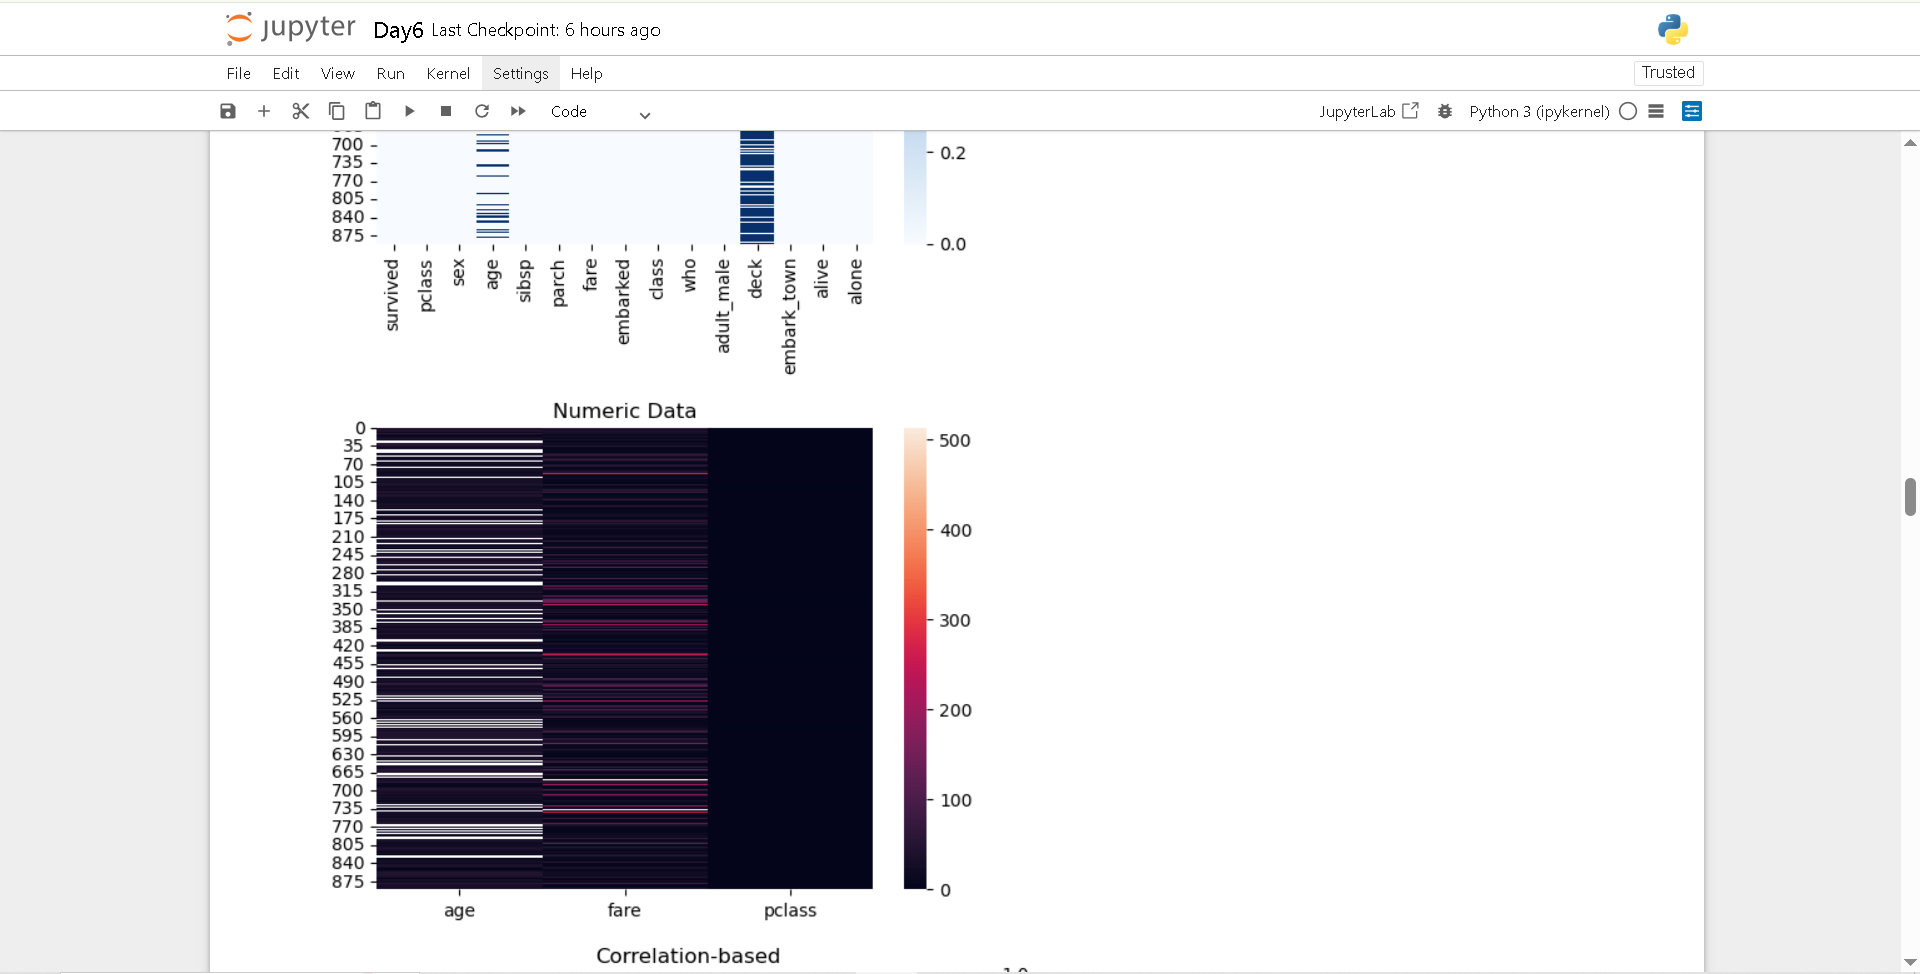 jupyter Day6 Last Checkpoint: 6 hours ago
File Edit View Run Kernel Settings Help Trusted
Code JupyterLab Python 3 (ipykernel)
700
735
770
805
840
875
0.2
0.0
survived
pclass
sex
age
sibsp
parch
fare
embarked
class
who
adult_male
deck
embark_town
alive
alone
Numeric Data
0
35
70
105
140
175
210
245
280
315
350
385
420
455
490
525
560
595
630
665
700
735
770
805
840
875
500
400
300
200
100
0
age fare pclass
Correlation-based